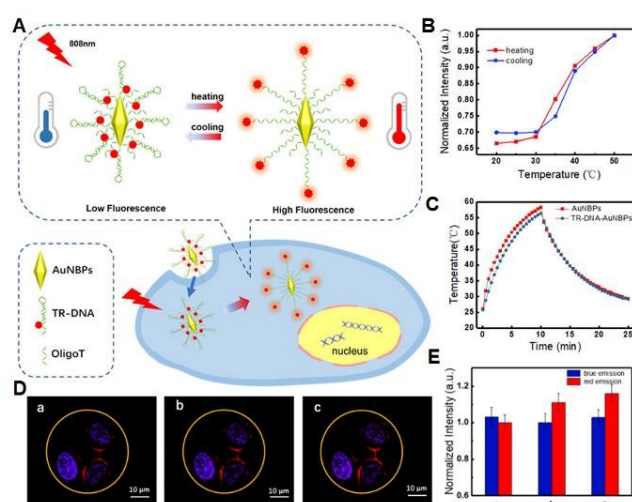 A
808nm
heating
cooling
Low Fluorescence
High Fluorescence
AuNBPs
TR-DNA
OligoT
nucleus
B
Normalized Intensity (a.u.)
1.00
0.95
0.90
0.85
0.80
0.75
0.70
0.65
heating
cooling
20 30 40 50
Temperature (℃)
C
Temperature(℃)
60
55
50
45
40
35
30
25
20
AuNBPs
TR-DNA-AuNBPs
0 5 10 15 20 25
Time (min)
D
a
10 μm
b
10 μm
c
10 μm
E
Normalized Intensity (a.u.)
1.2
1.0
0.8
0.6
blue emission
red emission